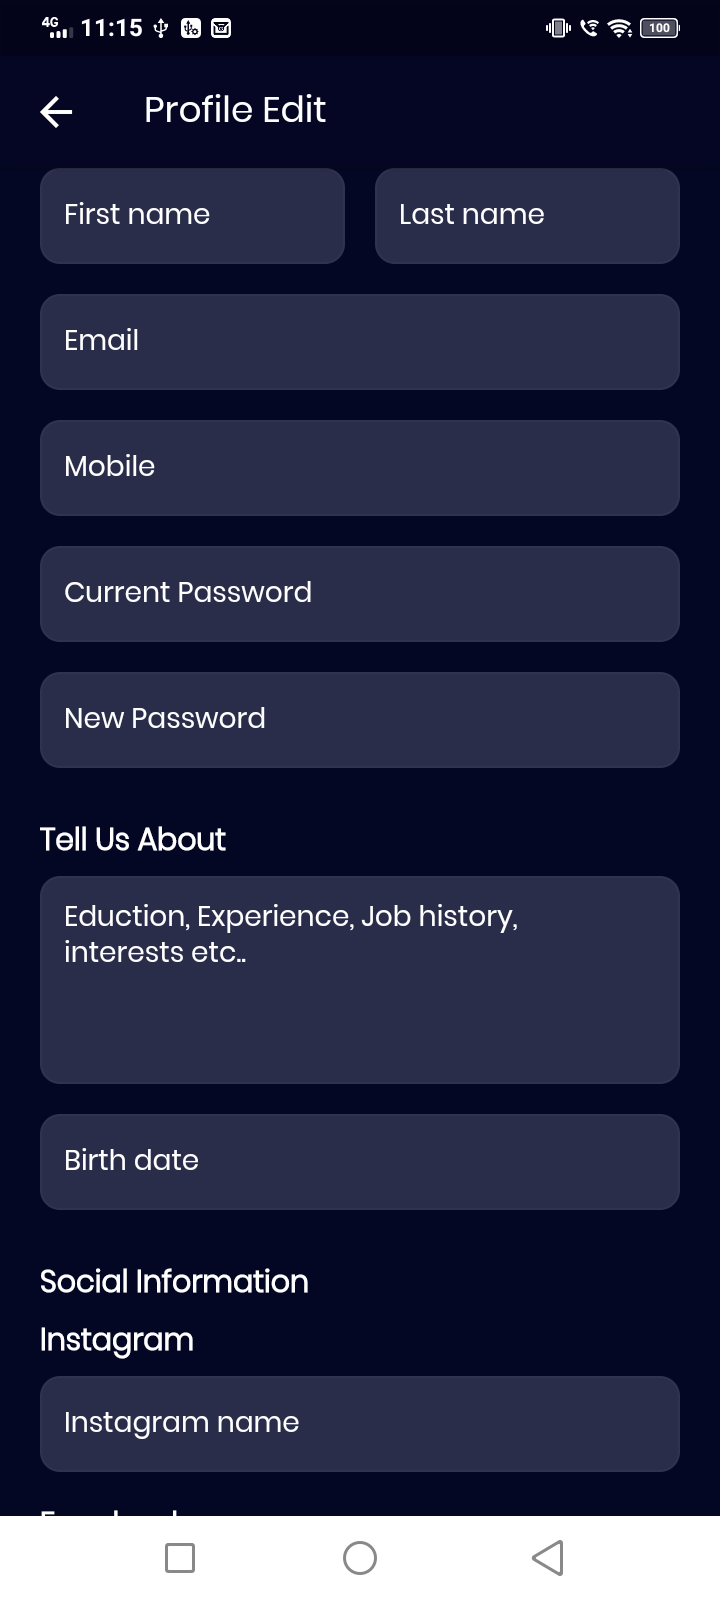 4G 11:15 100
Profile Edit
First name Last name
Email
Mobile
Current Password
New Password
Tell Us About
Eduction, Experience, Job history,
interests etc..
Birth date
Social Information
Instagram
Instagram name